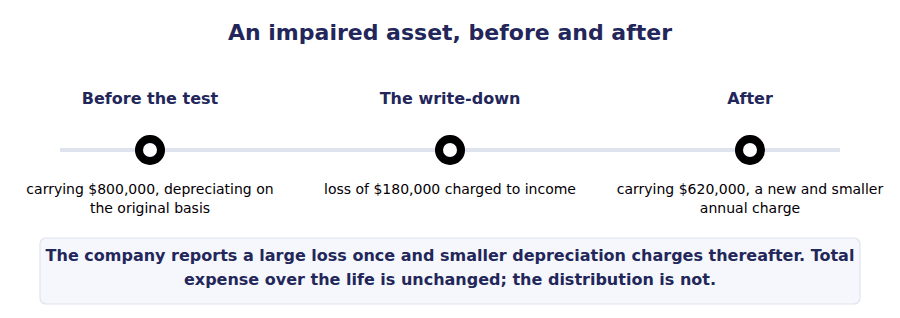 An impaired asset, before and after
Before the test
The write-down
After
carrying $800,000, depreciating on
the original basis
loss of $180,000 charged to income
carrying $620,000, a new and smaller
annual charge
The company reports a large loss once and smaller depreciation charges thereafter. Total
expense over the life is unchanged; the distribution is not.